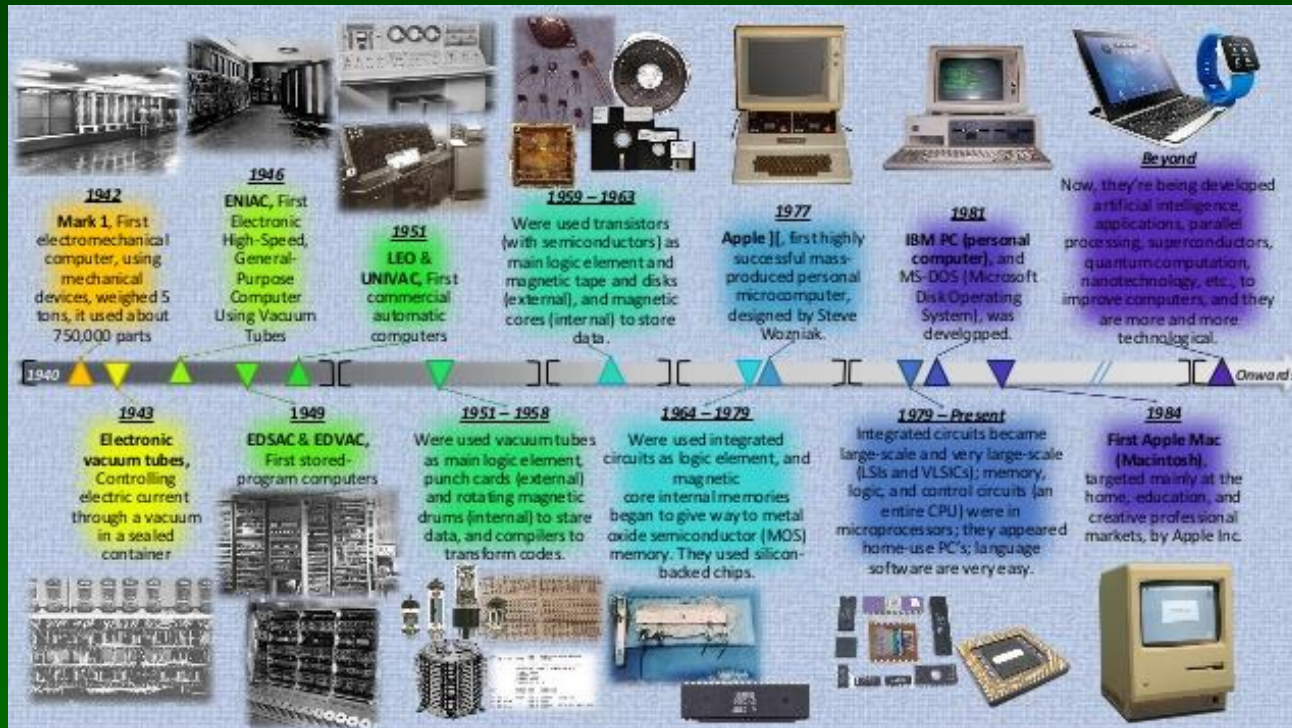 1942
Mark 1, First
electromechanical
computer, using
mechanical
devices, weighed 5
tons, it used about
750,000 parts
1946
ENIAC, First
Electronic
High-Speed,
General-
Purpose
Computer
Using Vacuum
Tubes
1951
LEO &
UNIVAC, First
commercial
automatic
computers
1959 – 1963
Were used transistors
(with semiconductors) as
main logic element and
magnetic tape and disks
(external), and magnetic
cores (internal) to store
data.
1977
Apple ][, first highly
successful mass-
produced personal
microcomputer,
designed by Steve
Wozniak.
1981
IBM PC (personal
computer), and
MS-DOS (Microsoft
Disk Operating
System), was
developped.
Beyond
Now, they're being developed
artificial intelligence,
applications, parallel
processing, superconductors,
quantum computation,
nanotechnology, etc., to
improve computers, and they
are more and more
technological.
1940
Onwards
1943
Electronic
vacuum tubes,
Controlling
electric current
through a vacuum
in a sealed
container
1949
EDSAC & EDVAC,
First stored-
program computers
1951 – 1958
Were used vacuum tubes
as main logic element,
punch cards (external)
and rotating magnetic
drums (internal) to stare
data, and compilers to
transform codes.
1964 – 1979
Were used integrated
circuits as logic element, and
magnetic
core internal memories
began to give way to metal
oxide semiconductor (MOS)
memory. They used silicon-
backed chips.
1979 – Present
Integrated circuits became
large-scale and very large-scale
(LSIs and VLSICs); memory,
logic, and control circuits (an
entire CPU) were in
microprocessors; they appeared
home-use PC's; language
software are very easy.
1984
First Apple Mac
(Macintosh),
targeted mainly at the
home, education, and
creative professional
markets, by Apple Inc.